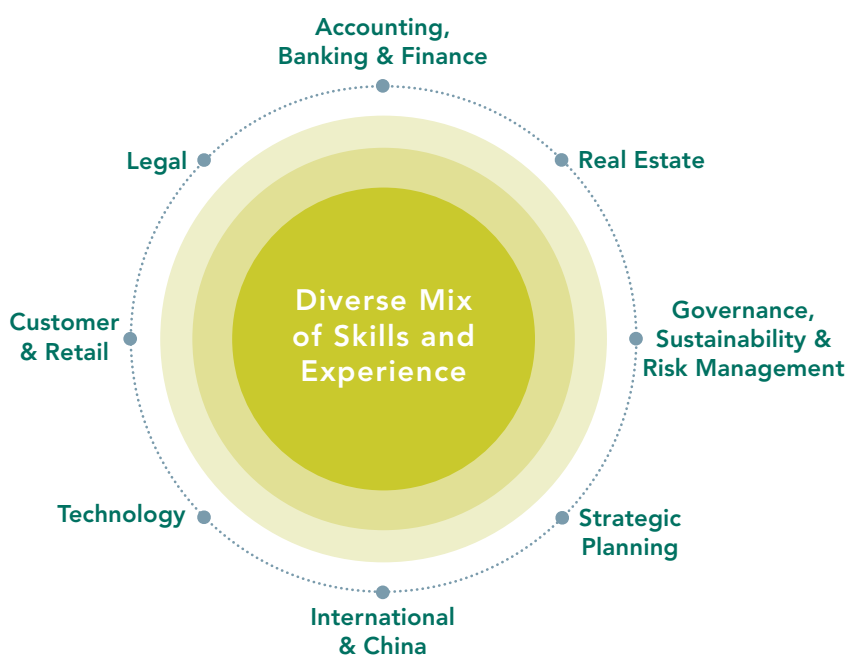 Accounting,
Banking & Finance
Legal
Real Estate
Diverse Mix
of Skills and
Experience
Customer
& Retail
Governance,
Sustainability &
Risk Management
Technology
Strategic
Planning
International
& China